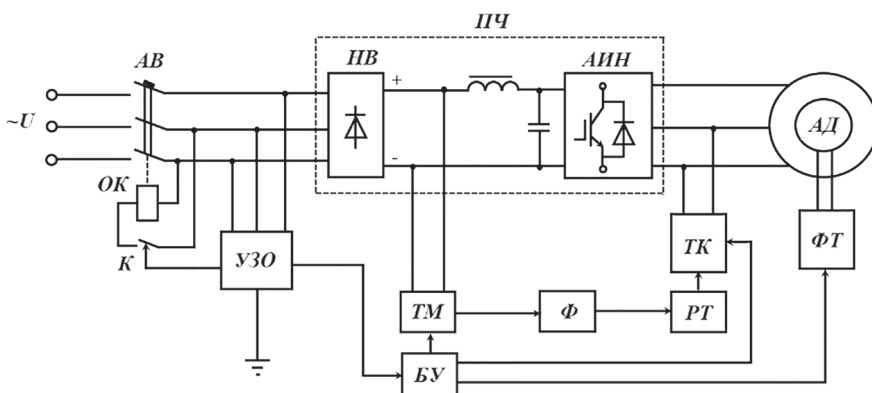 ПЧ
АВ
НВ
АИН
+
~U
АД
-
ОК
К
УЗО
ТК
ФТ
ТМ
Ф
РТ
БУ